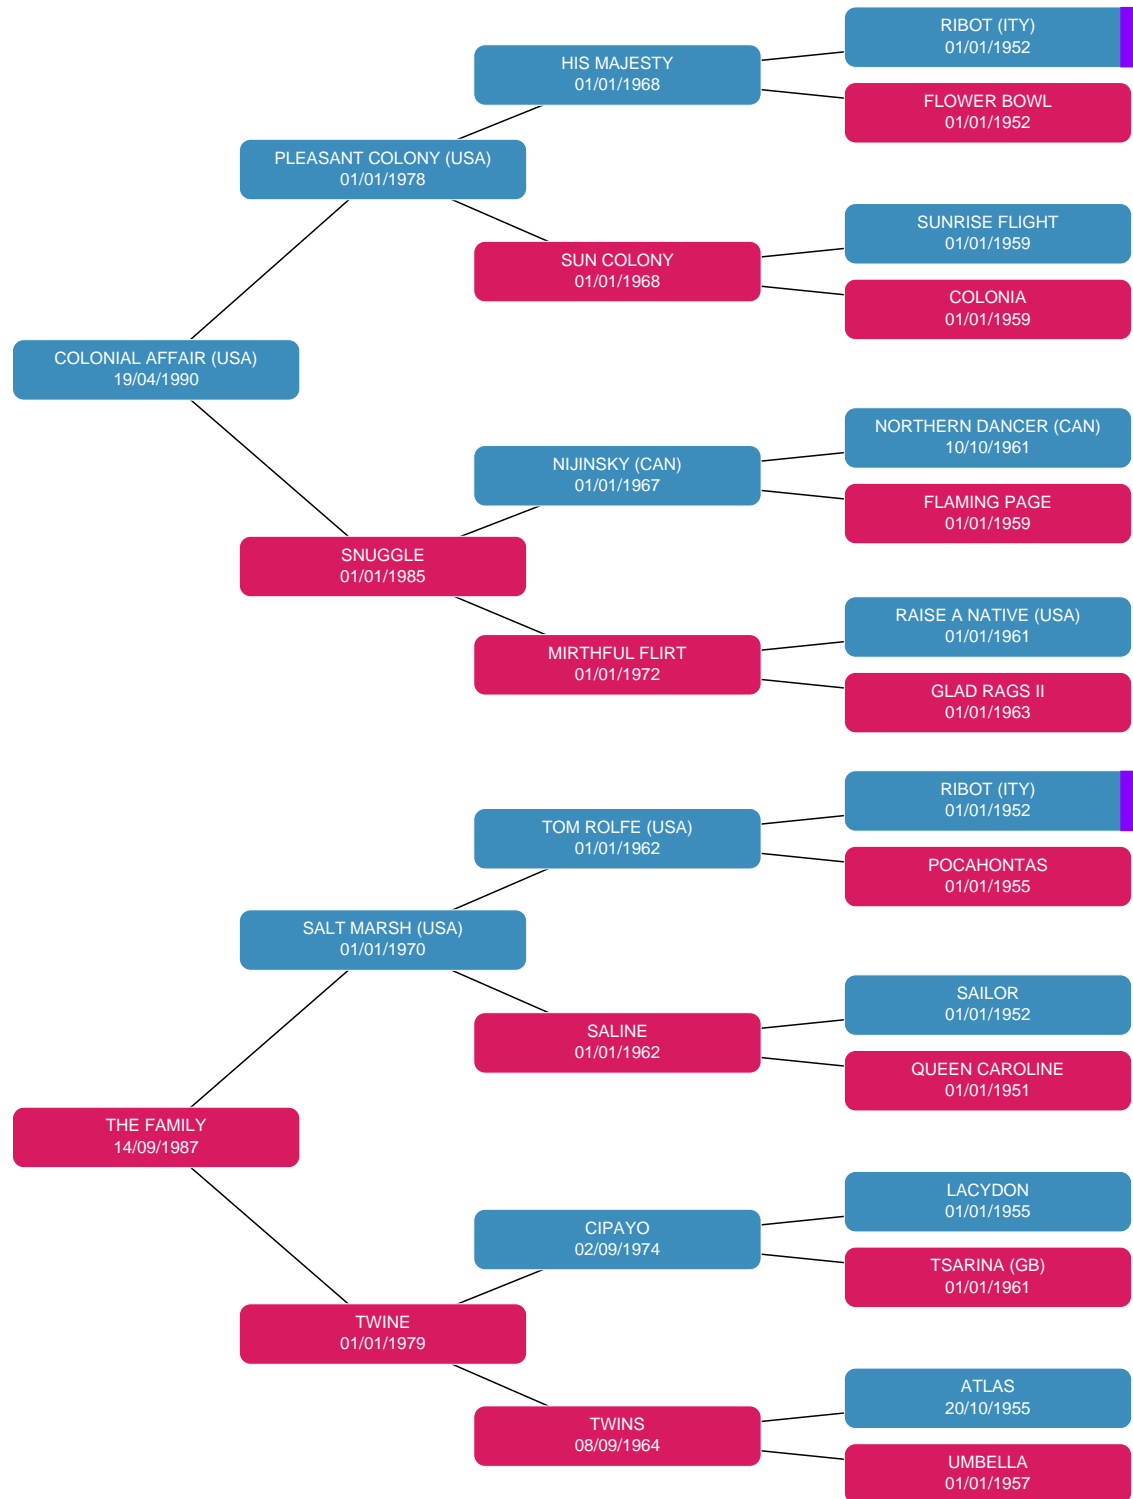 RIBOT (ITY)
01/01/1952
HIS MAJESTY
01/01/1968
FLOWER BOWL
01/01/1952
PLEASANT COLONY (USA)
01/01/1978
SUNRISE FLIGHT
01/01/1959
SUN COLONY
01/01/1968
COLONIA
01/01/1959
COLONIAL AFFAIR (USA)
19/04/1990
NORTHERN DANCER (CAN)
10/10/1961
NIJINSKY (CAN)
01/01/1967
FLAMING PAGE
01/01/1959
SNUGGLE
01/01/1985
RAISE A NATIVE (USA)
01/01/1961
MIRTHFUL FLIRT
01/01/1972
GLAD RAGS II
01/01/1963
RIBOT (ITY)
01/01/1952
TOM ROLFE (USA)
01/01/1962
POCAHONTAS
01/01/1955
SALT MARSH (USA)
01/01/1970
SAILOR
01/01/1952
SALINE
01/01/1962
QUEEN CAROLINE
01/01/1951
THE FAMILY
14/09/1987
LACYDON
01/01/1955
CIPAYO
02/09/1974
TSARINA (GB)
01/01/1961
TWINE
01/01/1979
ATLAS
20/10/1955
TWINS
08/09/1964
UMBELLA
01/01/1957